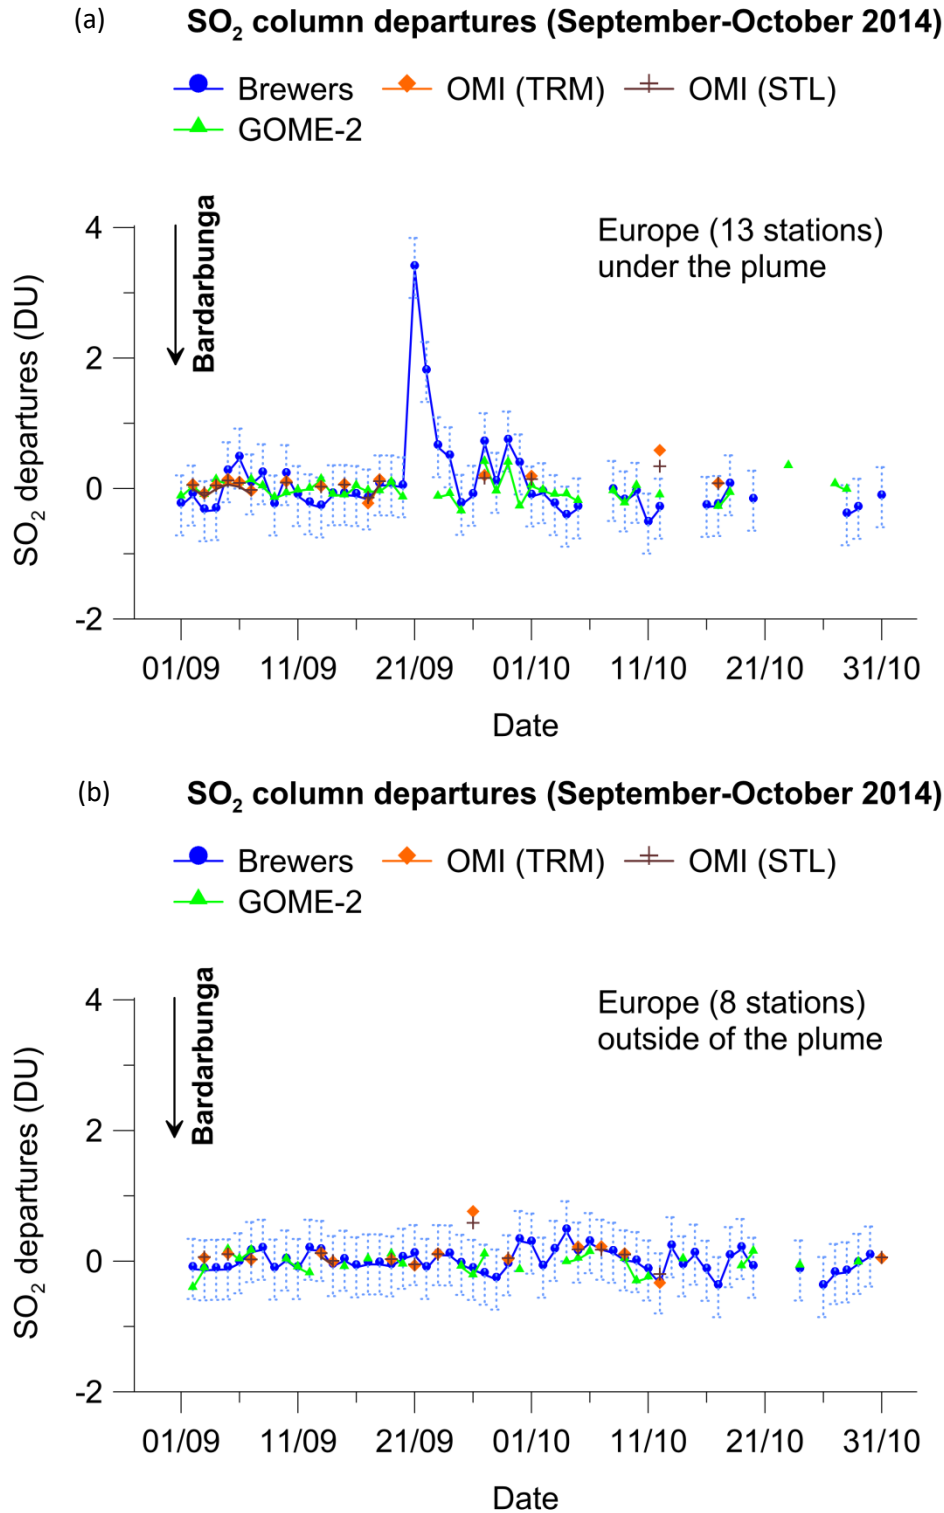 (a) SO₂ column departures (September-October 2014)
Brewers OMI (TRM) OMI (STL)
GOME-2
Europe (13 stations)
under the plume
Bardarbunga
SO₂ departures (DU)
4
2
0
-2
01/09 11/09 21/09 01/10 11/10 21/10 31/10
Date
(b) SO₂ column departures (September-October 2014)
Brewers OMI (TRM) OMI (STL)
GOME-2
Europe (8 stations)
outside of the plume
Bardarbunga
SO₂ departures (DU)
4
2
0
-2
01/09 11/09 21/09 01/10 11/10 21/10 31/10
Date